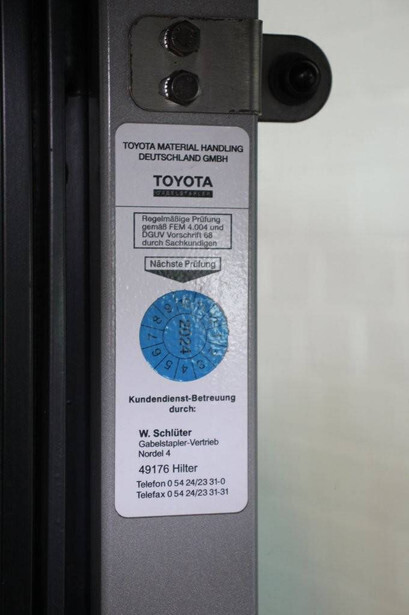 TOYOTA MATERIAL HANDLING
DEUTSCHLAND GMBH
TOYOTA
GABELSTAPLER
Regelmäßige Prüfung
gemäß FEM 4.004 und
DGUV Vorschrift 68
durch Sachkundigen
Nächste Prüfung
2024
Kundendienst-Betreuung
durch:
W. Schlüter
Gabelstapler-Vertrieb
Nordel 4
49176 Hilter
Telefon 0 54 24/23 31-0
Telefax 0 54 24/23 31-31